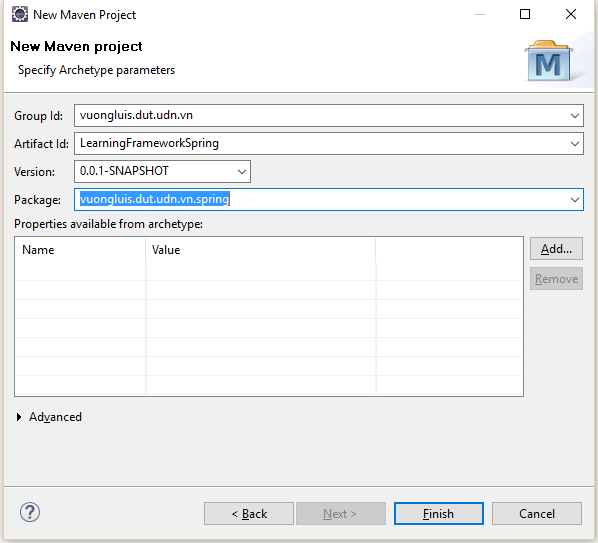 New Maven Project
New Maven project
Specify Archetype parameters
M
Group Id: vuongluis.dut.udn.vn
Artifact Id: LearningFrameworkSpring
Version: 0.0.1-SNAPSHOT
Package: vuongluis.dut.udn.vn.spring
Properties available from archetype:
Name Value
Add...
Remove
Advanced
? < Back Next > Finish Cancel